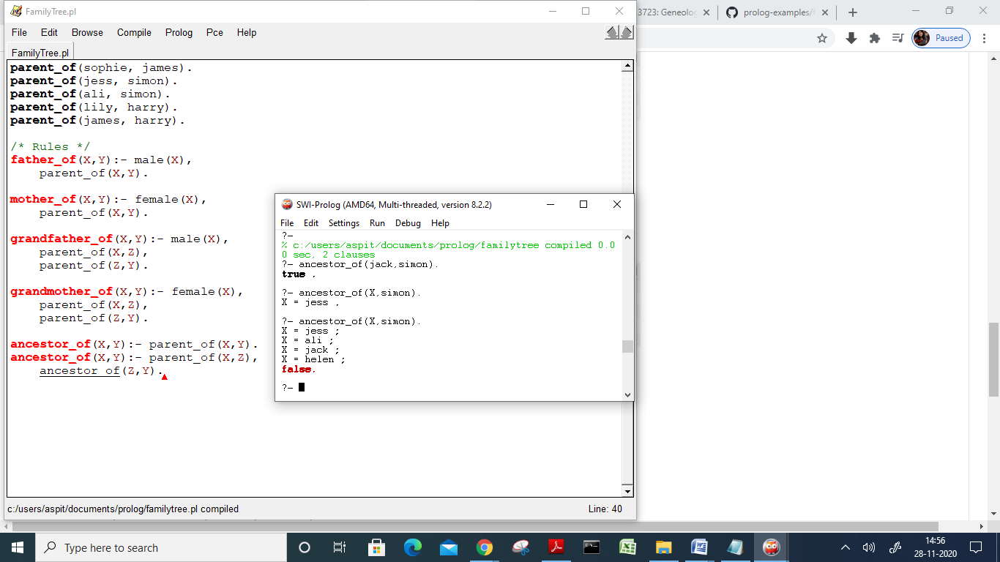 FamilyTree.pl
File Edit Browse Compile Prolog Pce Help
FamilyTree.pl
parent_of(sophie, james).
parent_of(jess, simon).
parent_of(ali, simon).
parent_of(lily, harry).
parent_of(james, harry).
/* Rules */
father_of(X,Y):- male(X),
parent_of(X,Y).
mother_of(X,Y):- female(X),
parent_of(X,Y).
grandfather_of(X,Y):- male(X),
parent_of(X,Z),
parent_of(Z,Y).
grandmother_of(X,Y):- female(X),
parent_of(X,Z),
parent_of(Z,Y).
ancestor_of(X,Y):- parent_of(X,Y).
ancestor_of(X,Y):- parent_of(X,Z),
ancestor_of(Z,Y).
c:/users/aspit/documents/prolog/familytree.pl compiled
Line: 40
SWI-Prolog (AMD64, Multi-threaded, version 8.2.2)
File Edit Settings Run Debug Help
?-
% c:/users/aspit/documents/prolog/familytree compiled 0.0
0 sec, 2 clauses
?- ancestor_of(jack,simon).
true .
?- ancestor_of(X,simon).
X = jess .
?- ancestor_of(X,simon).
X = jess ;
X = ali ;
X = jack ;
X = helen ;
false.
?-
3723: Geneolo
prolog-examples/
Paused
Type here to search
14:56
28-11-2020